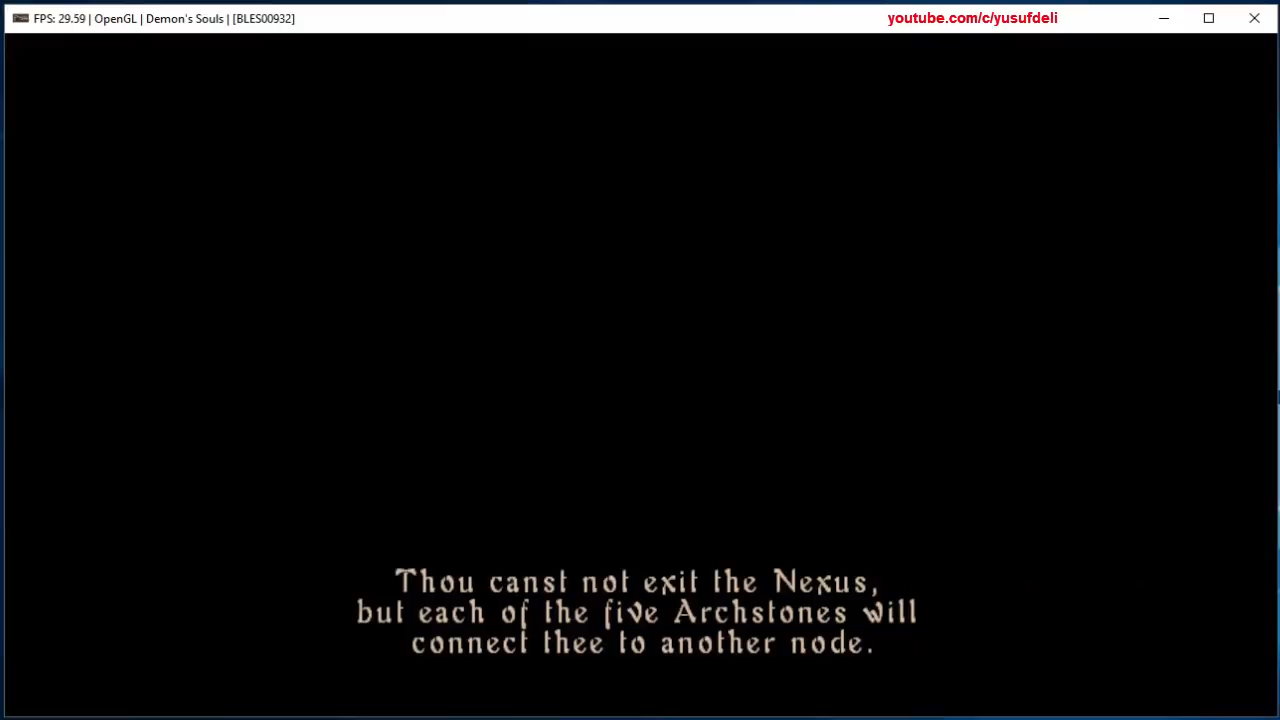 FPS: 29.59 | OpenGL | Demon's Souls | [BLES00932]
youtube.com/c/yusufdeli
Thou canst not exit the Nexus,
but each of the five Archstones will
connect thee to another node.